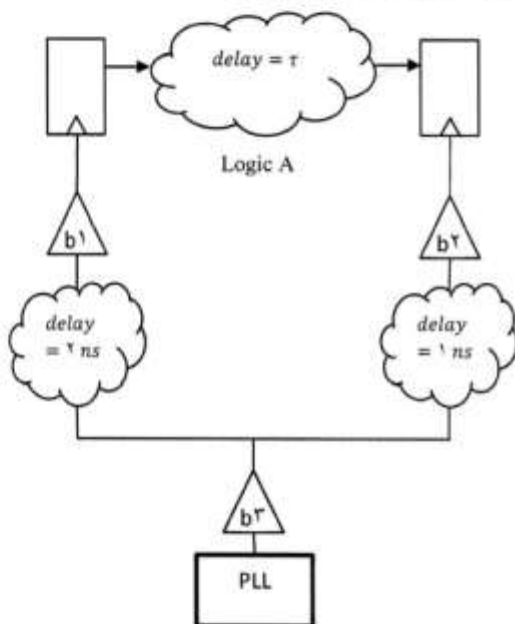 delay = τ
Logic A
b۱
b۲
delay
= ۲ ns
delay
= ۱ ns
b۳
PLL